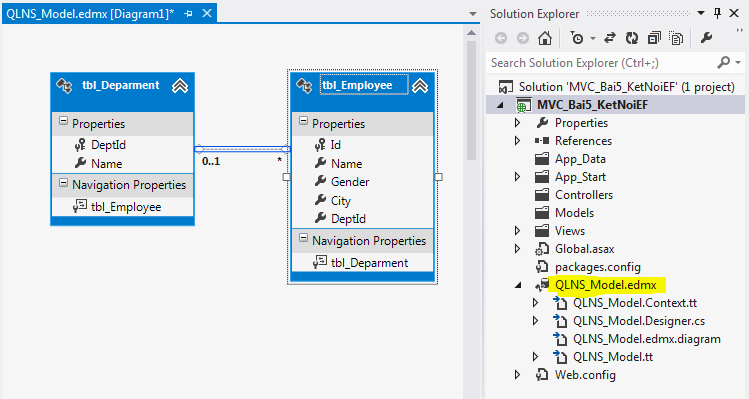 QLNS_Model.edmx [Diagram1]*
tbl_Deparment
Properties
DeptId
Name
Navigation Properties
tbl_Employee
0..1
*
tbl_Employee
Properties
Id
Name
Gender
City
DeptId
Navigation Properties
tbl_Deparment
Solution Explorer
Search Solution Explorer (Ctrl+;)
Solution 'MVC_Bai5_KetNoiEF' (1 project)
MVC_Bai5_KetNoiEF
Properties
References
App_Data
App_Start
Controllers
Models
Views
Global.asax
packages.config
QLNS_Model.edmx
QLNS_Model.Context.tt
QLNS_Model.Designer.cs
QLNS_Model.edmx.diagram
QLNS_Model.tt
Web.config